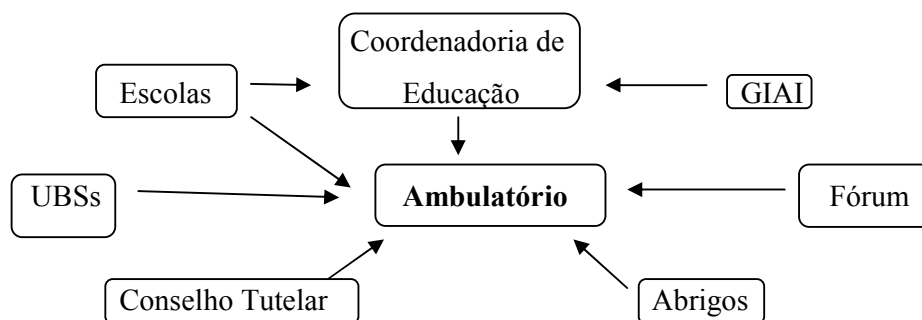 Coordenadoria de
Educação
Escolas
GIAI
UBSs
Ambulatório
Fórum
Conselho Tutelar
Abrigos